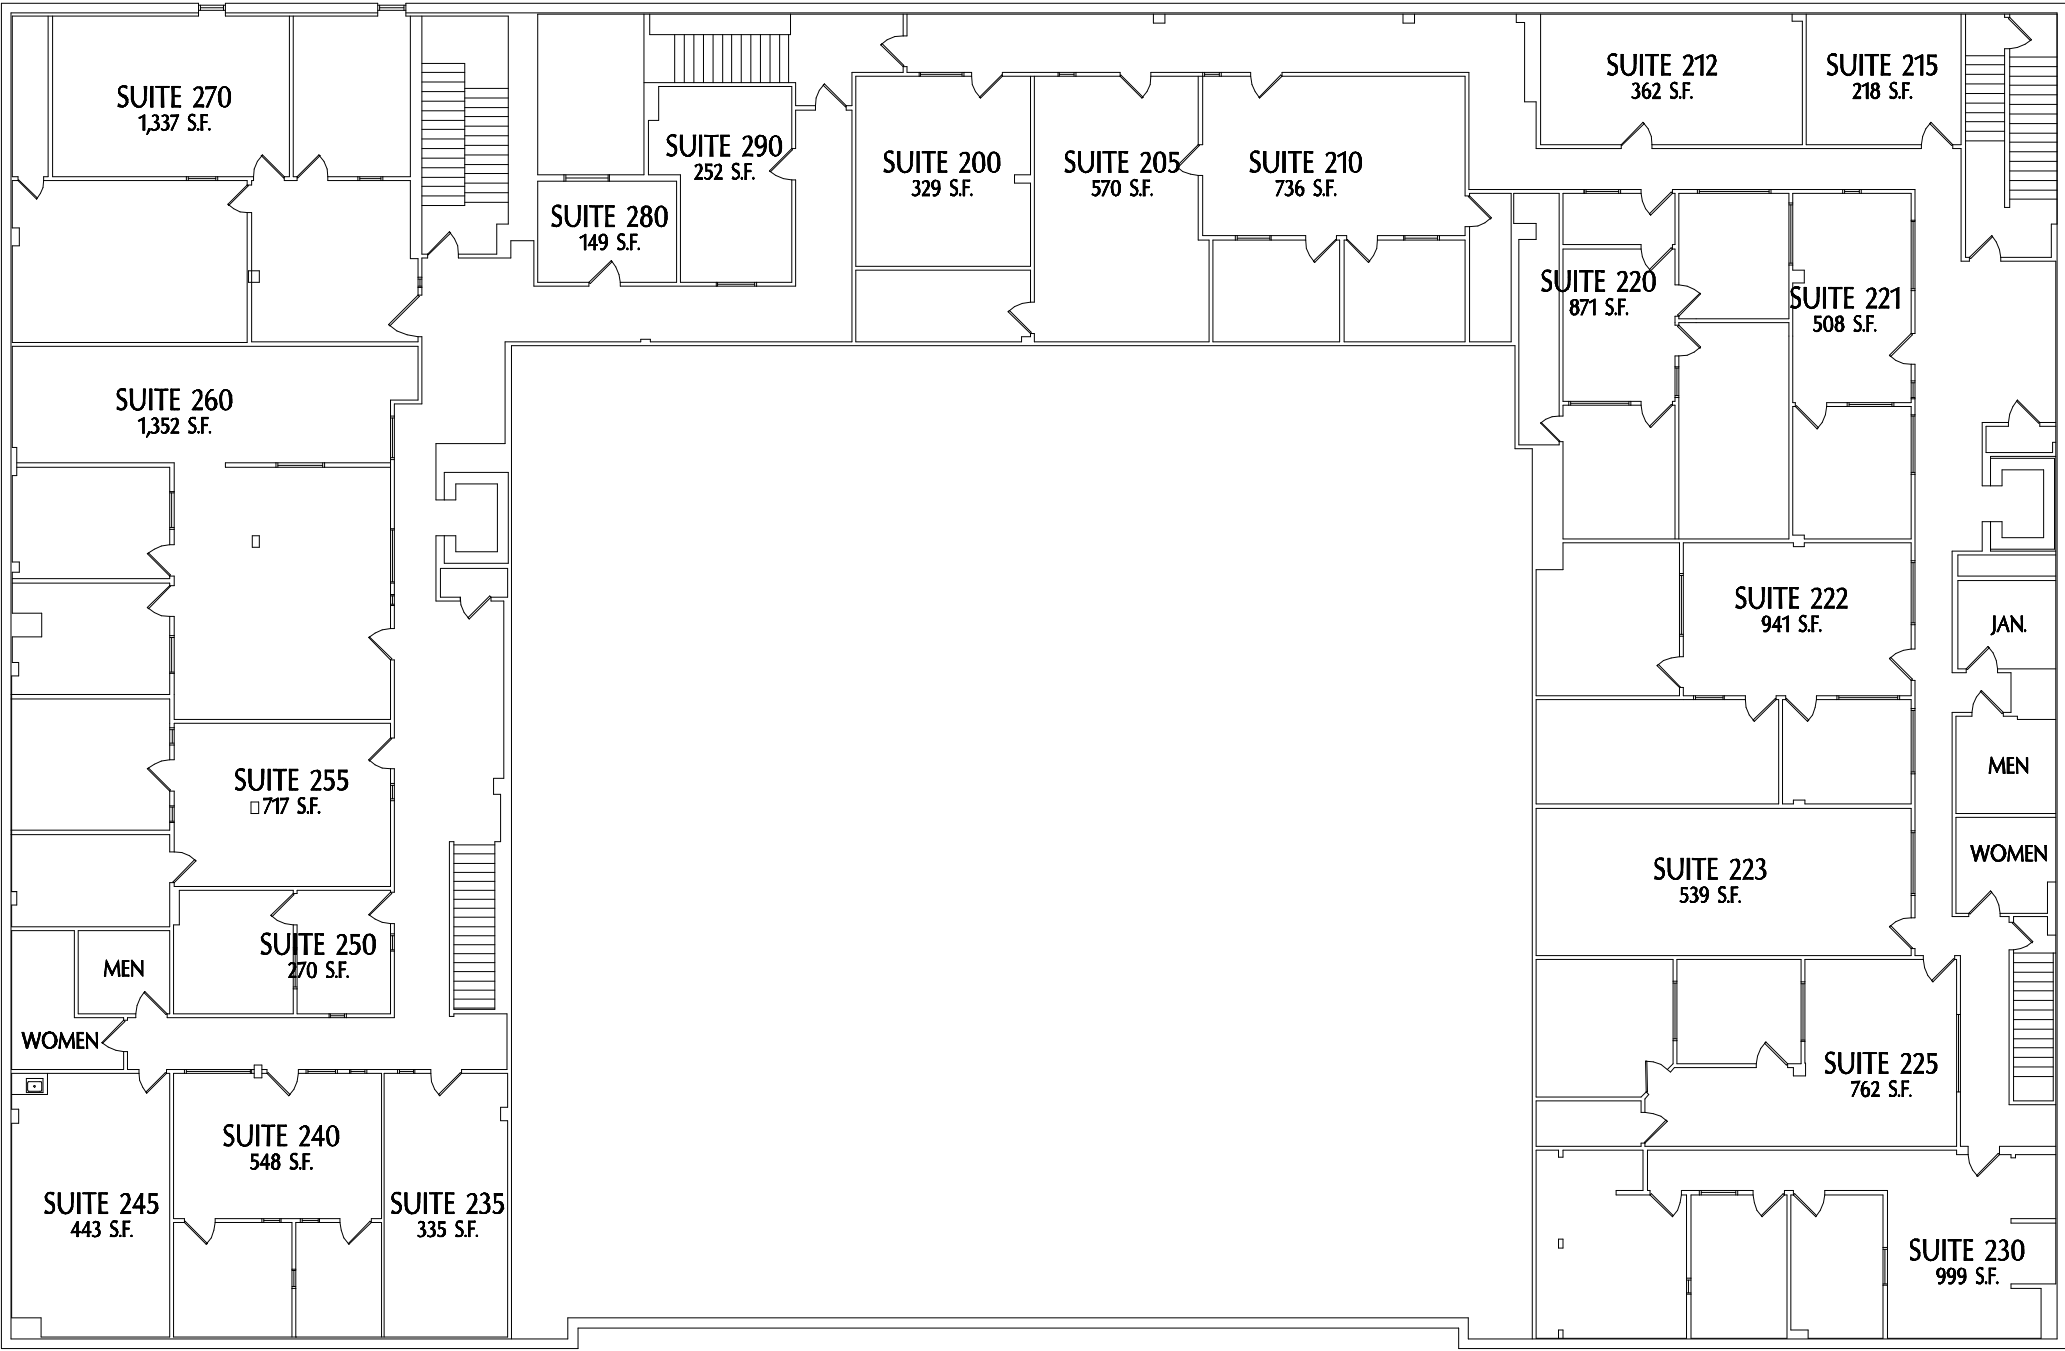 SUITE 270
1,337 S.F.
SUITE 290
252 S.F.
SUITE 280
149 S.F.
SUITE 200
329 S.F.
SUITE 205
570 S.F.
SUITE 210
736 S.F.
SUITE 212
362 S.F.
SUITE 215
218 S.F.
SUITE 220
871 S.F.
SUITE 221
508 S.F.
SUITE 260
1,352 S.F.
SUITE 222
941 S.F.
JAN.
MEN
SUITE 255
717 S.F.
WOMEN
SUITE 223
539 S.F.
SUITE 250
270 S.F.
MEN
WOMEN
SUITE 225
762 S.F.
SUITE 240
548 S.F.
SUITE 245
443 S.F.
SUITE 235
335 S.F.
SUITE 230
999 S.F.